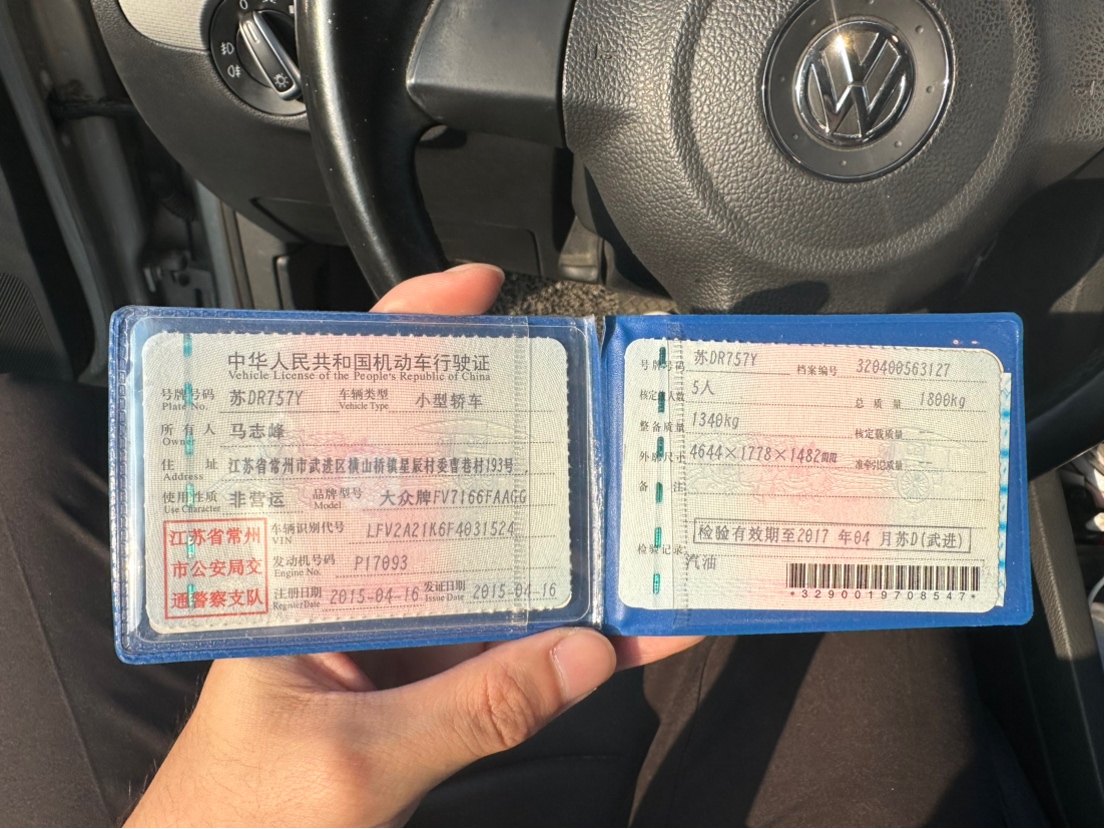 中华人民共和国机动车行驶证
Vehicle License of the People's Republic of China
号牌号码 苏DR757Y 车辆类型 小型轿车
Plate No. Vehicle Type
所有人 马志峰
Owner
住址 江苏省常州市武进区横山桥镇星辰村委曹巷村193号
Address
使用性质 非营运 品牌型号 大众牌FV7166FAAGG
Use Character Model
江苏省常州
市公安局交
通警察支队
车辆识别代号 LFV2A21K6F4031524
VIN
发动机号码 P17093
Engine No.
注册日期 2015-04-16 发证日期 2015-04-16
Register Date Issue Date
号牌号码 苏DR757Y 档案编号 320400563127
核定载人数 5人 总质量 1800kg
整备质量 1340kg 核定载质量 --
外廓尺寸 4644×1778×1482mm 准牵引总质量 --
备注
检验有效期至2017 年04 月苏D(武进)
检验记录
汽油
*3290019708547*